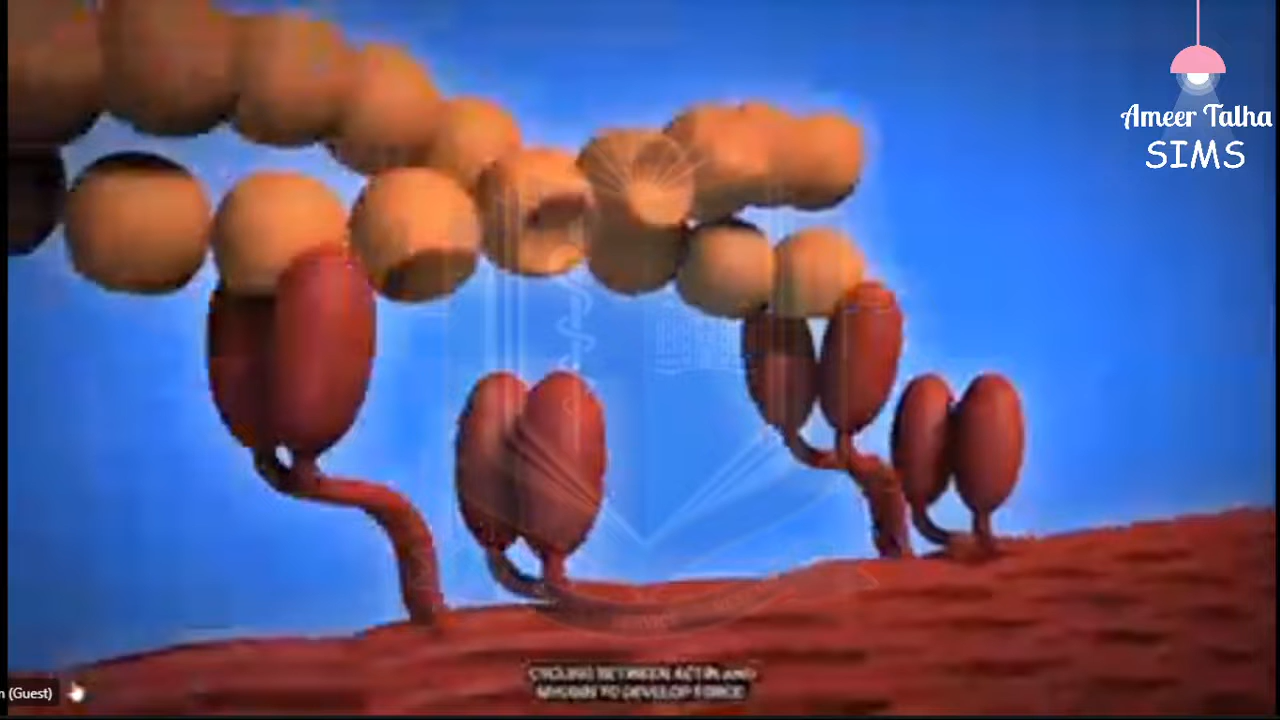 Ameer Talha
SIMS
CYCLING BETWEEN ACTIN AND
MYOSIN TO DEVELOP FORCE
(Guest)